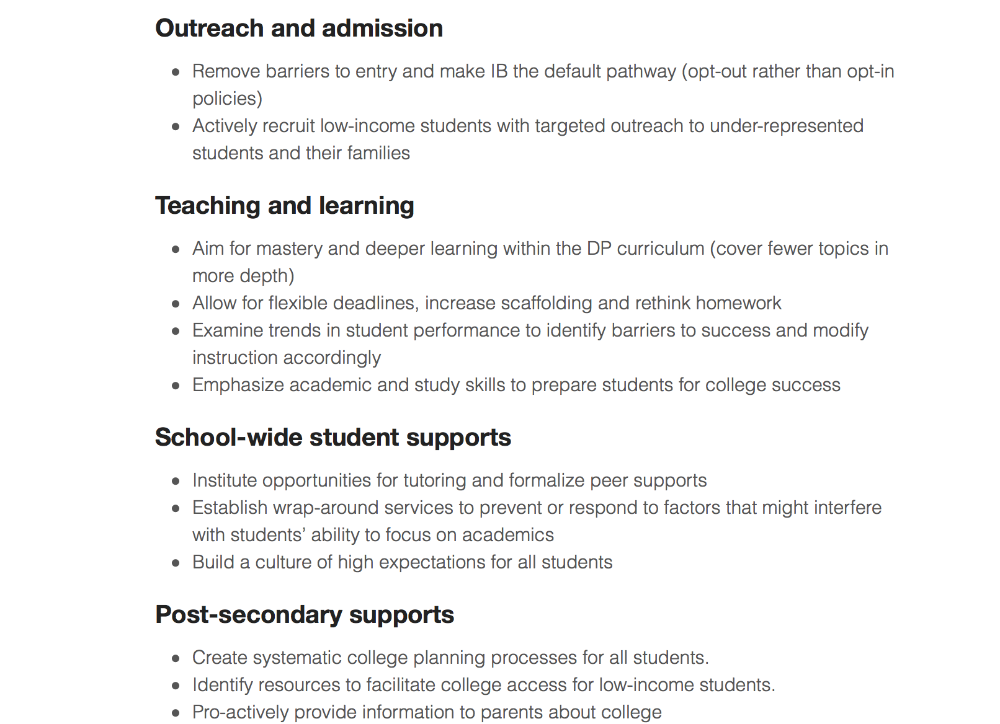 Outreach and admission
● Remove barriers to entry and make IB the default pathway (opt-out rather than opt-in
policies)
● Actively recruit low-income students with targeted outreach to under-represented
students and their families
Teaching and learning
● Aim for mastery and deeper learning within the DP curriculum (cover fewer topics in
more depth)
● Allow for flexible deadlines, increase scaffolding and rethink homework
● Examine trends in student performance to identify barriers to success and modify
instruction accordingly
● Emphasize academic and study skills to prepare students for college success
School-wide student supports
● Institute opportunities for tutoring and formalize peer supports
● Establish wrap-around services to prevent or respond to factors that might interfere
with students’ ability to focus on academics
● Build a culture of high expectations for all students
Post-secondary supports
● Create systematic college planning processes for all students.
● Identify resources to facilitate college access for low-income students.
● Pro-actively provide information to parents about college